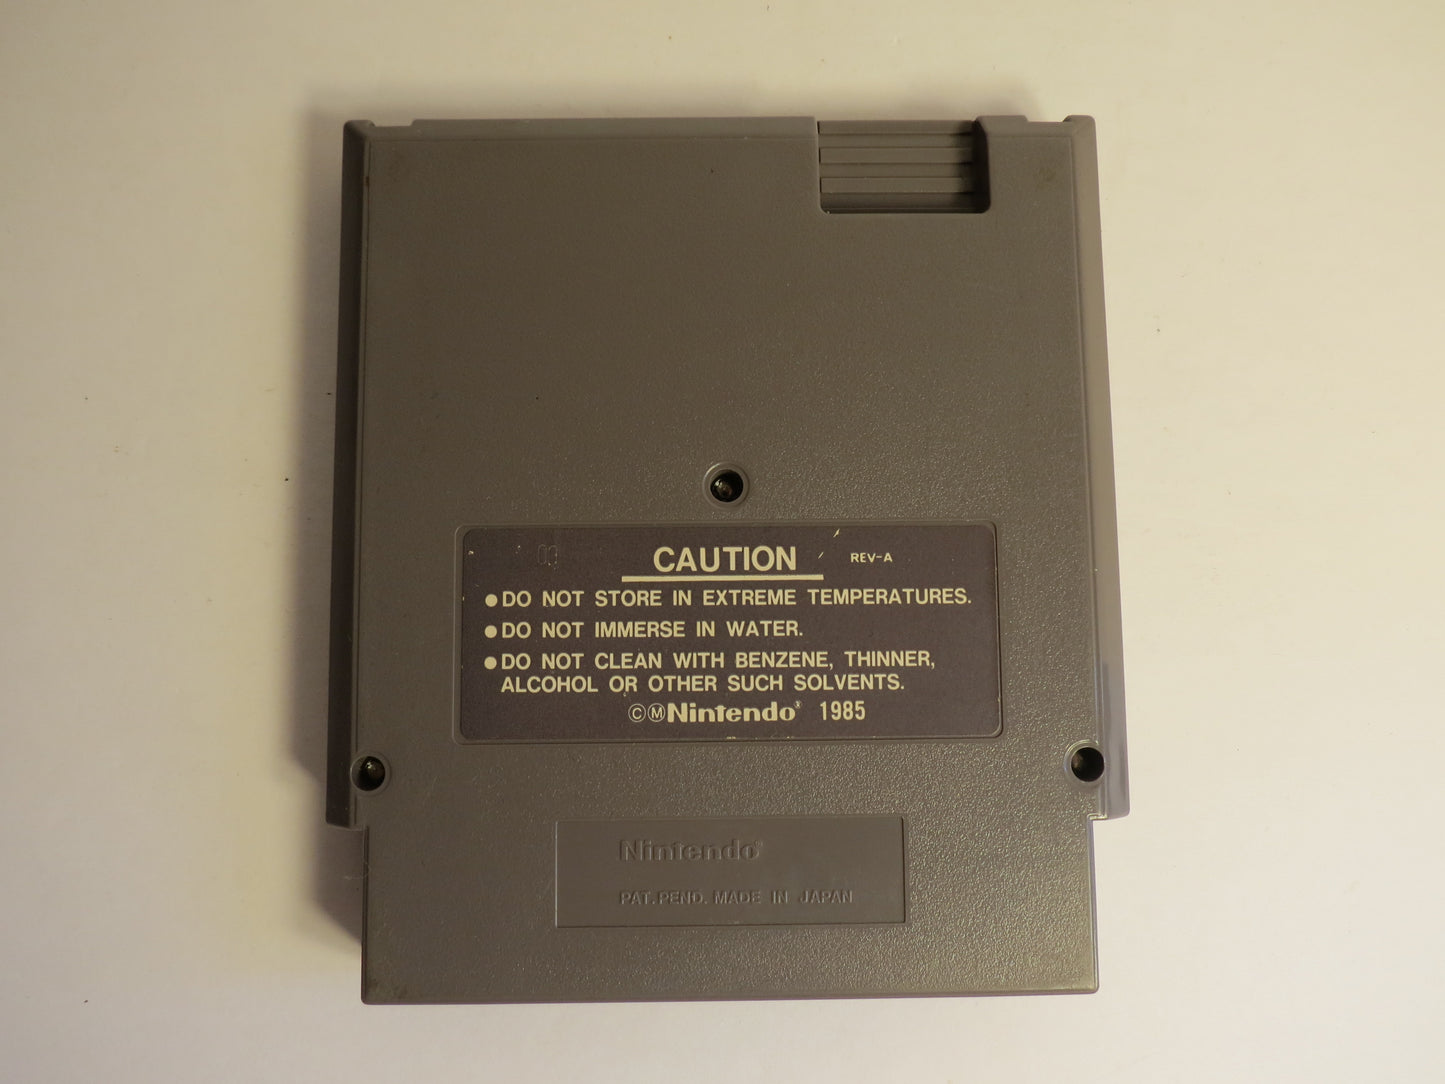 CAUTION REV-A
●DO NOT STORE IN EXTREME TEMPERATURES.
●DO NOT IMMERSE IN WATER.
●DO NOT CLEAN WITH BENZENE, THINNER,
ALCOHOL OR OTHER SUCH SOLVENTS.
©ⓂNintendo® 1985
Nintendo®
PAT. PEND. MADE IN JAPAN